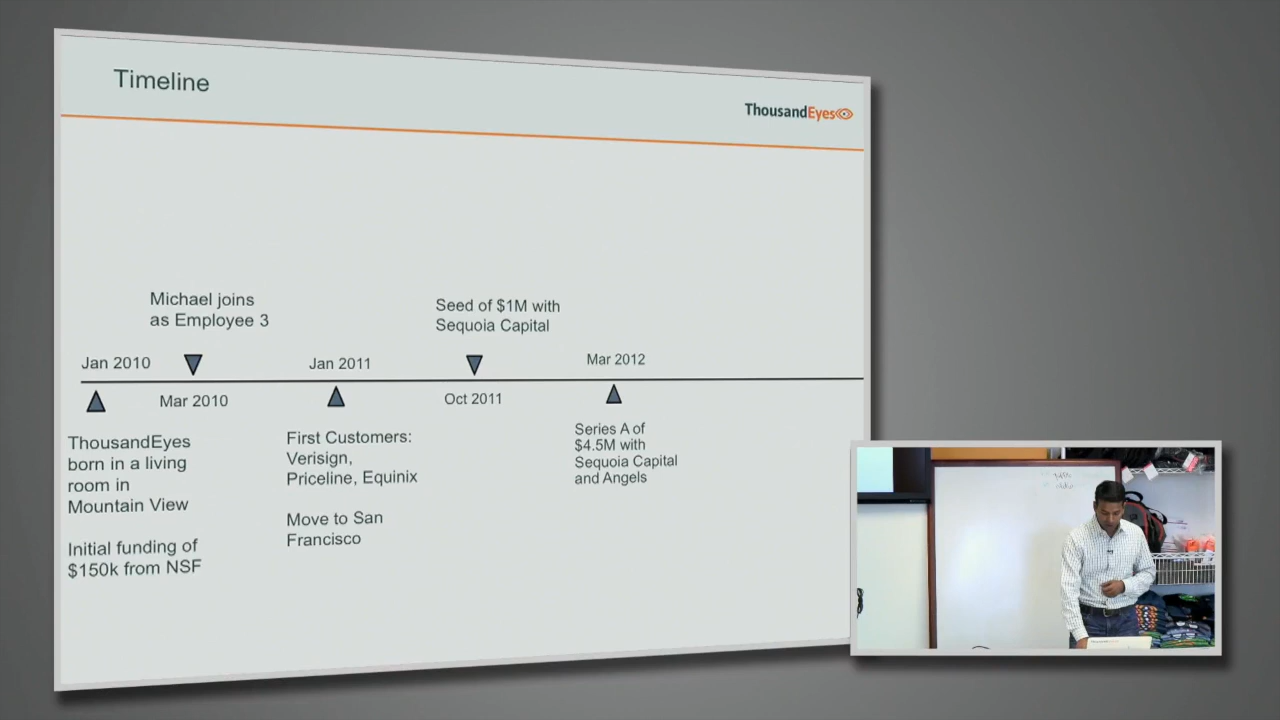 Timeline
ThousandEyes
Michael joins
as Employee 3
Seed of $1M with
Sequoia Capital
Jan 2010
Jan 2011
Mar 2012
Mar 2010
Oct 2011
ThousandEyes
born in a living
room in
Mountain View
Initial funding of
$150k from NSF
First Customers:
Verisign,
Priceline, Equinix
Move to San
Francisco
Series A of
$4.5M with
Sequoia Capital
and Angels